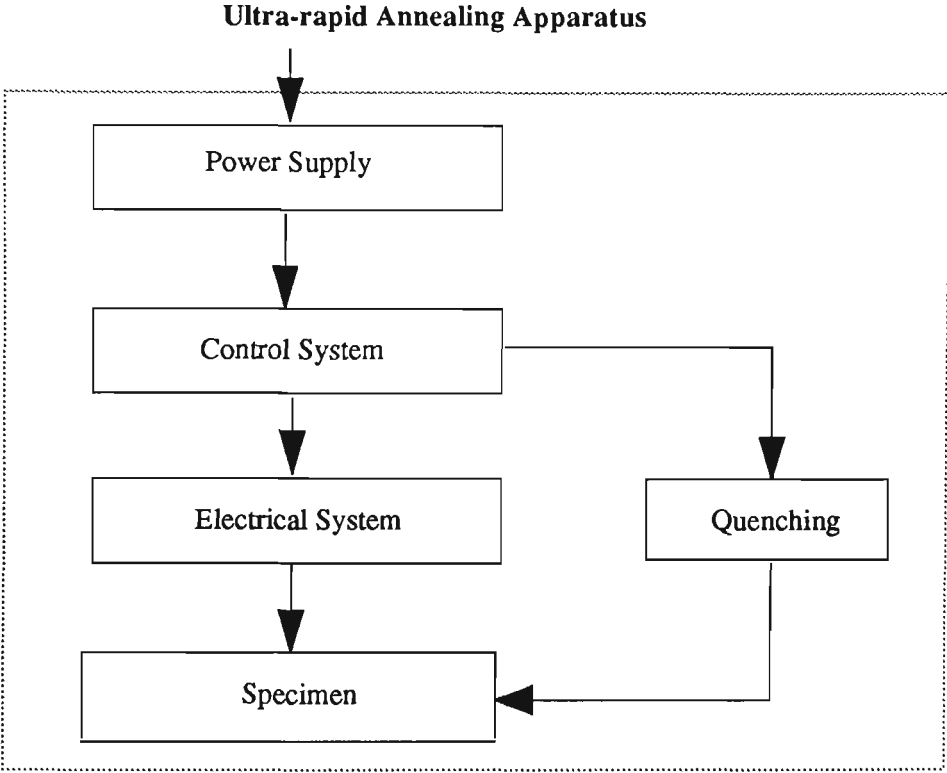 Ultra-rapid Annealing Apparatus
Power Supply
Control System
Electrical System
Quenching
Specimen